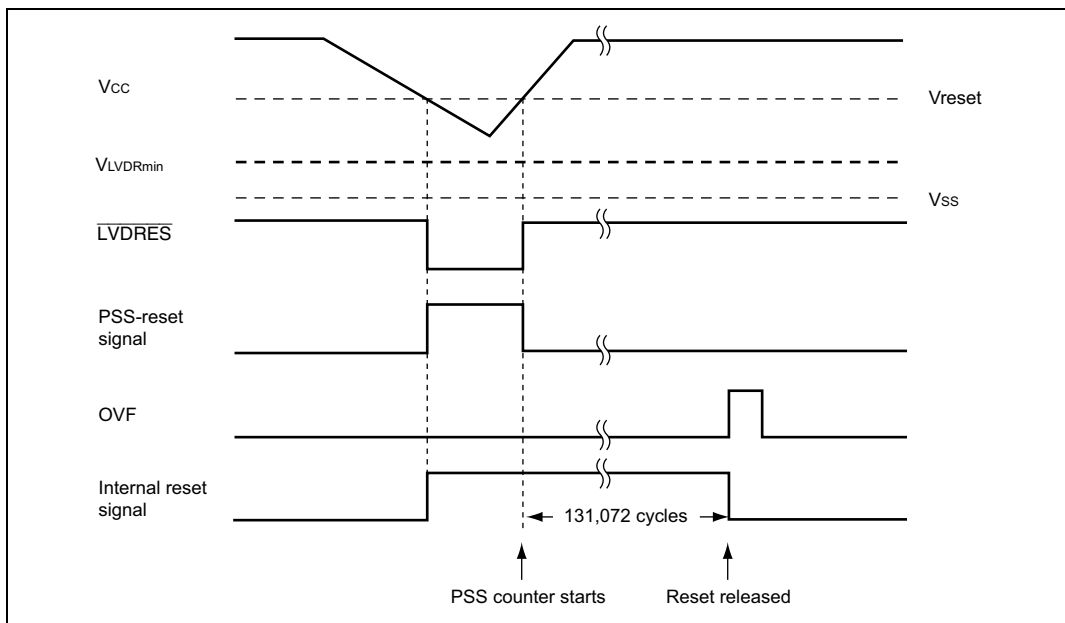 VCC
Vreset
VLVDRmin
VSS
LVDRES
PSS-reset
signal
OVF
Internal reset
signal
131,072 cycles
PSS counter starts
Reset released